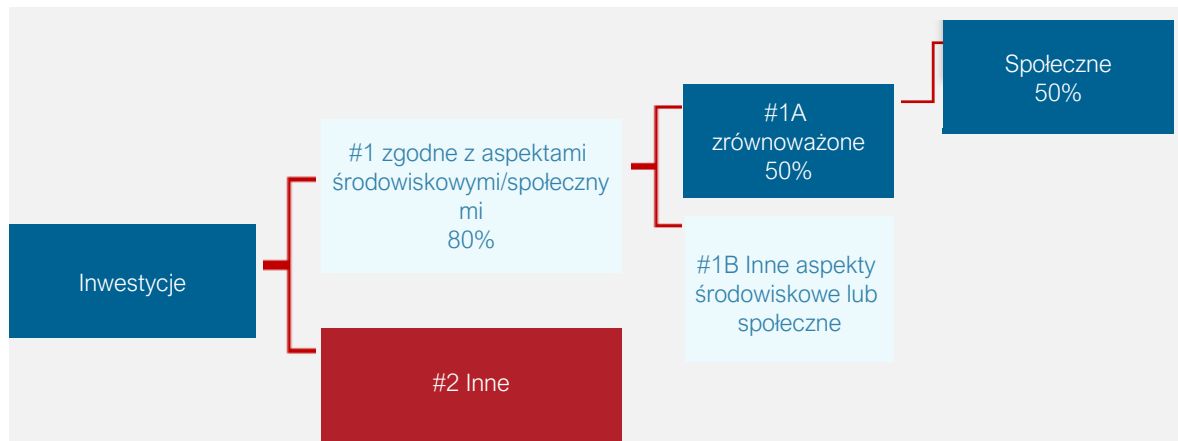 Inwestycje
#1 zgodne z aspektami
środowiskowymi/społeczny
mi
80%
#2 Inne
#1A
zrównoważone
50%
#1B Inne aspekty
środowiskowe lub
społeczne
Społeczne
50%